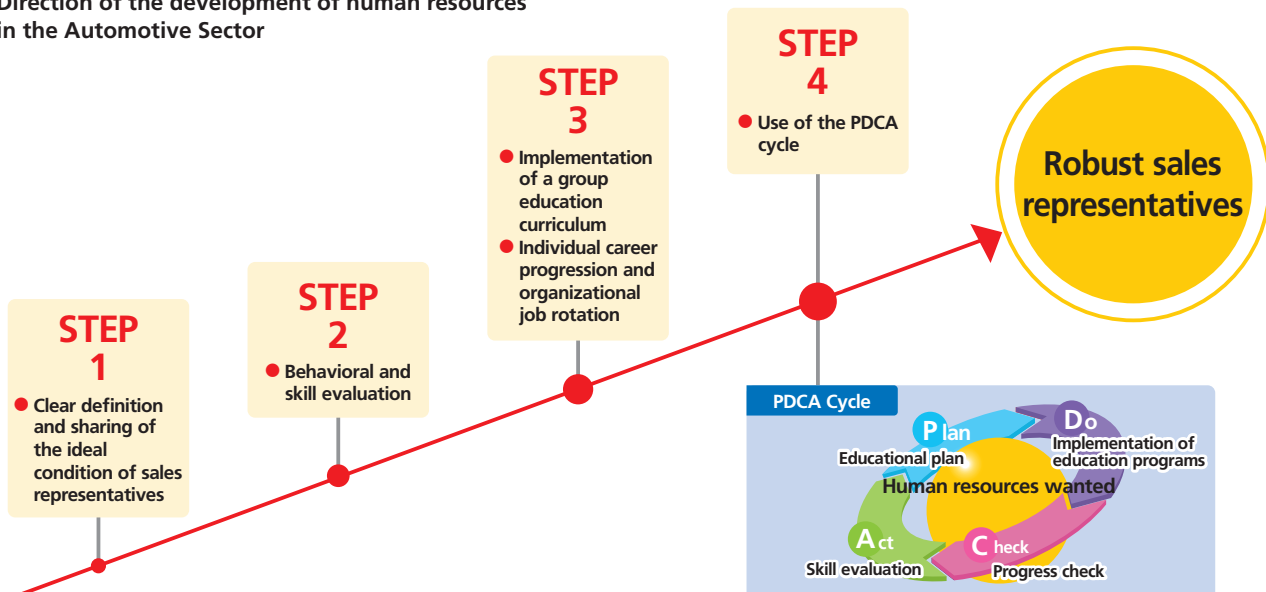 Direction of the development of human resources
in the Automotive Sector
STEP
1
● Clear definition
and sharing of
the ideal
condition of sales
representatives
STEP
2
● Behavioral and
skill evaluation
STEP
3
● Implementation
of a group
education
curriculum
● Individual career
progression and
organizational
job rotation
STEP
4
● Use of the PDCA
cycle
Robust sales
representatives
PDCA Cycle
Plan
Educational plan
Do
Implementation of
education programs
Human resources wanted
Act
Skill evaluation
Check
Progress check